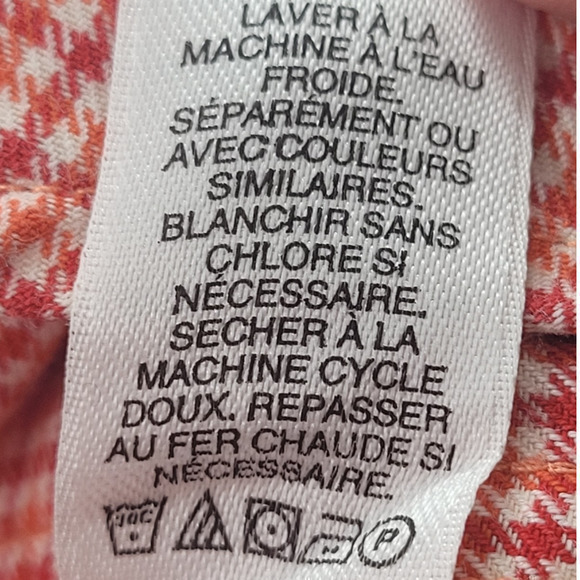 LAVER À LA
MACHINE À L'EAU
FROIDE.
SÉPARÉMENT OU
AVEC COULEURS
SIMILAIRES.
BLANCHIR SANS
CHLORE SI
NÉCESSAIRE.
SECHER À LA
MACHINE CYCLE
DOUX. REPASSER
AU FER CHAUDE SI
NÉCESSAIRE.
P